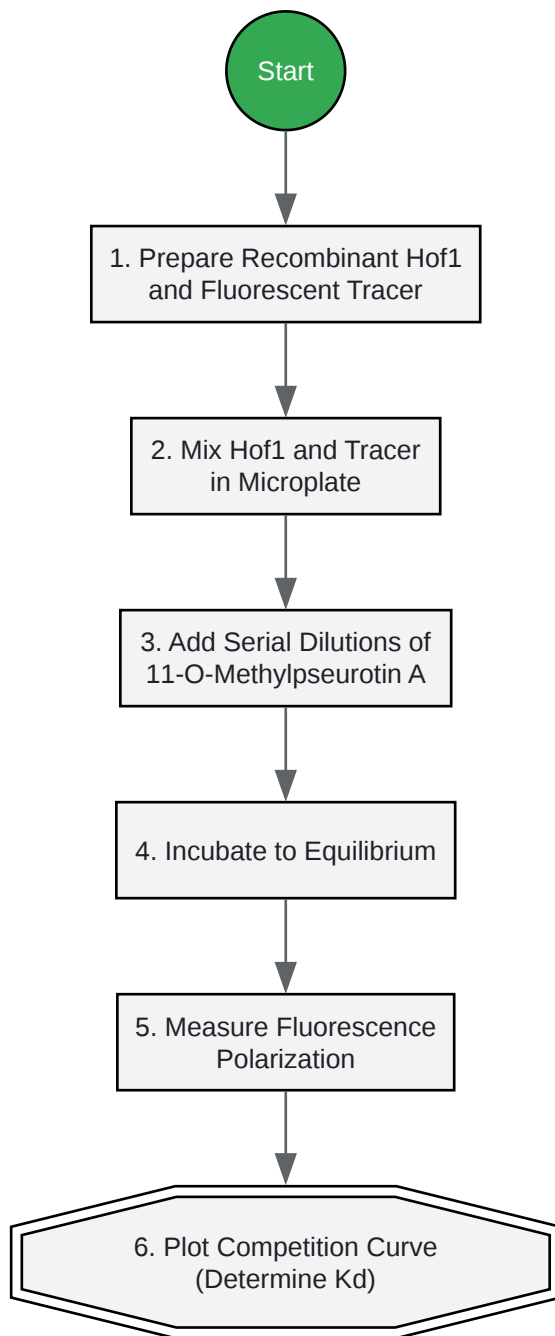 Start
1. Prepare Recombinant Hof1
and Fluorescent Tracer
2. Mix Hof1 and Tracer
in Microplate
3. Add Serial Dilutions of
11-O-Methylpseurotin A
4. Incubate to Equilibrium
5. Measure Fluorescence
Polarization
6. Plot Competition Curve
(Determine Kd)